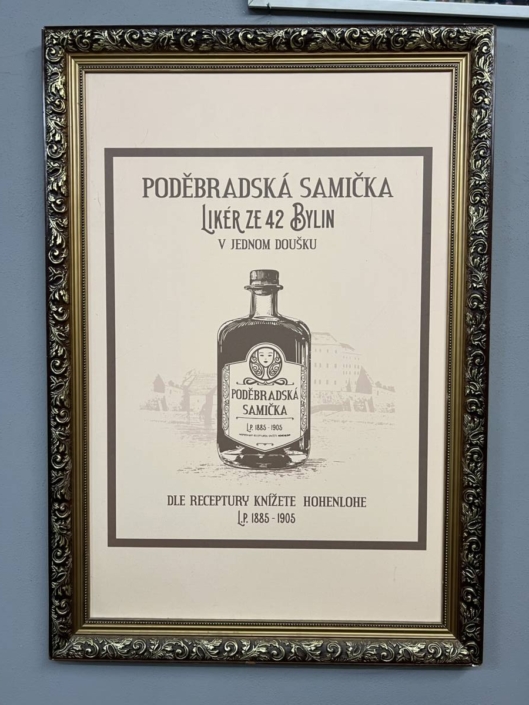 PODĚBRADSKÁ SAMIČKA
LIKÉR ZE 42 BYLIN
V JEDNOM DOUŠKU
PODĚBRADSKÁ
SAMIČKA
L.P. 1885 - 1905
DLE RECEPTURY KNÍŽETE HOHENLOHE
L.P. 1885 - 1905